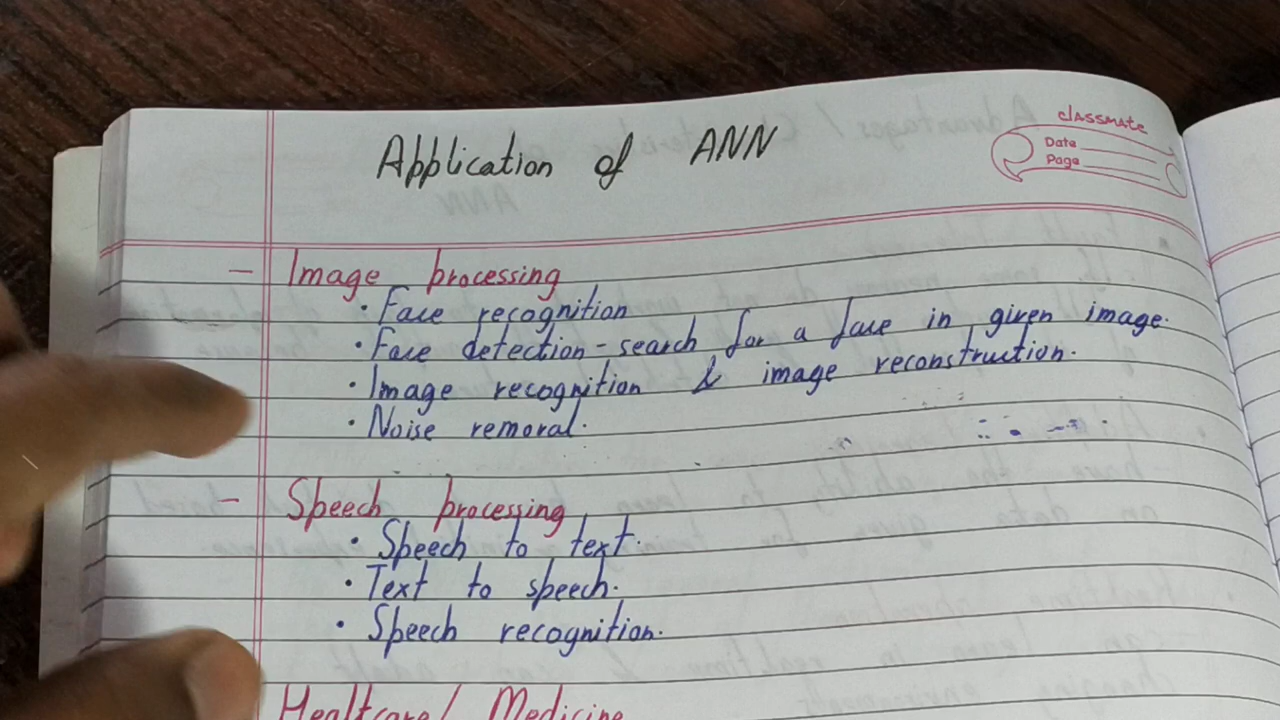 classmate
Date
Page
Application of ANN
- Image processing
• Face recognition
• Face detection - search for a face in given image.
• Image recognition & image reconstruction.
• Noise removal.
- Speech processing
• Speech to text.
• Text to speech.
• Speech recognition.
Healthcare/ Medicine